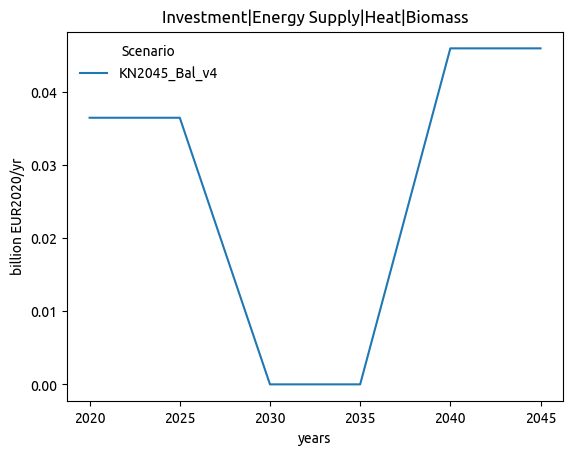 Investment|Energy Supply|Heat|Biomass
Scenario
KN2045_Bal_v4
billion EUR2020/yr
0.04
0.03
0.02
0.01
0.00
2020 2025 2030 2035 2040 2045
years